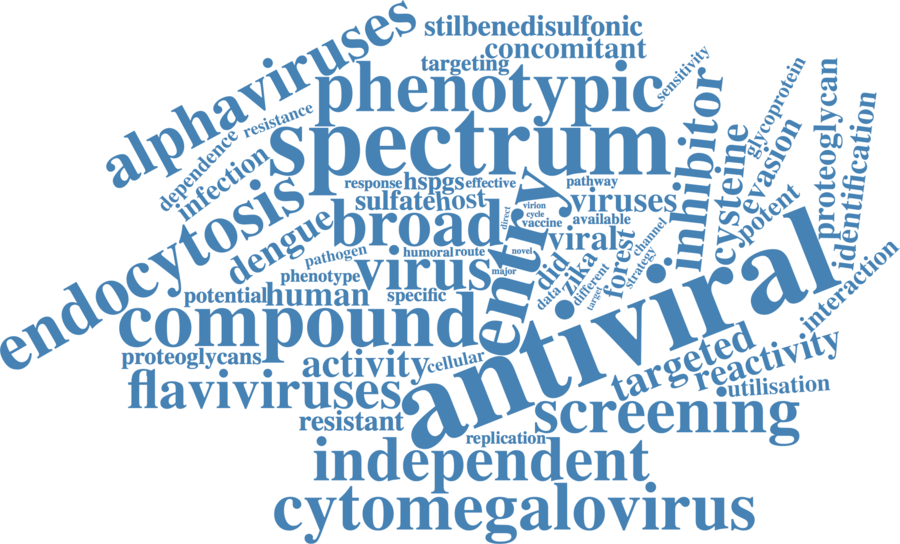 alphaviruses
stilbenedisulfonic
concomitant
targeting
phenotypic
sensitivity
resistance
dependence
infection
spectrum
inhibitor
cysteine
glycoprotein
evasion
proteoglycan
identification
potent
endocytosis
dengue
response
hspgs
effective
pathway
sulfate
host
viruses
broad
direct
virion
cycle
vaccine
available
entry
viral
forest
channel
strategy
pathogen
humoral
route
novel
major
did
zika
data
different
target
phenotype
virus
potential
human
specific
compound
antiviral
interaction
proteoglycans
activity
cellular
targeted
reactivity
utilisation
flaviviruses
resistant
screening
replication
independent
cytomegalovirus